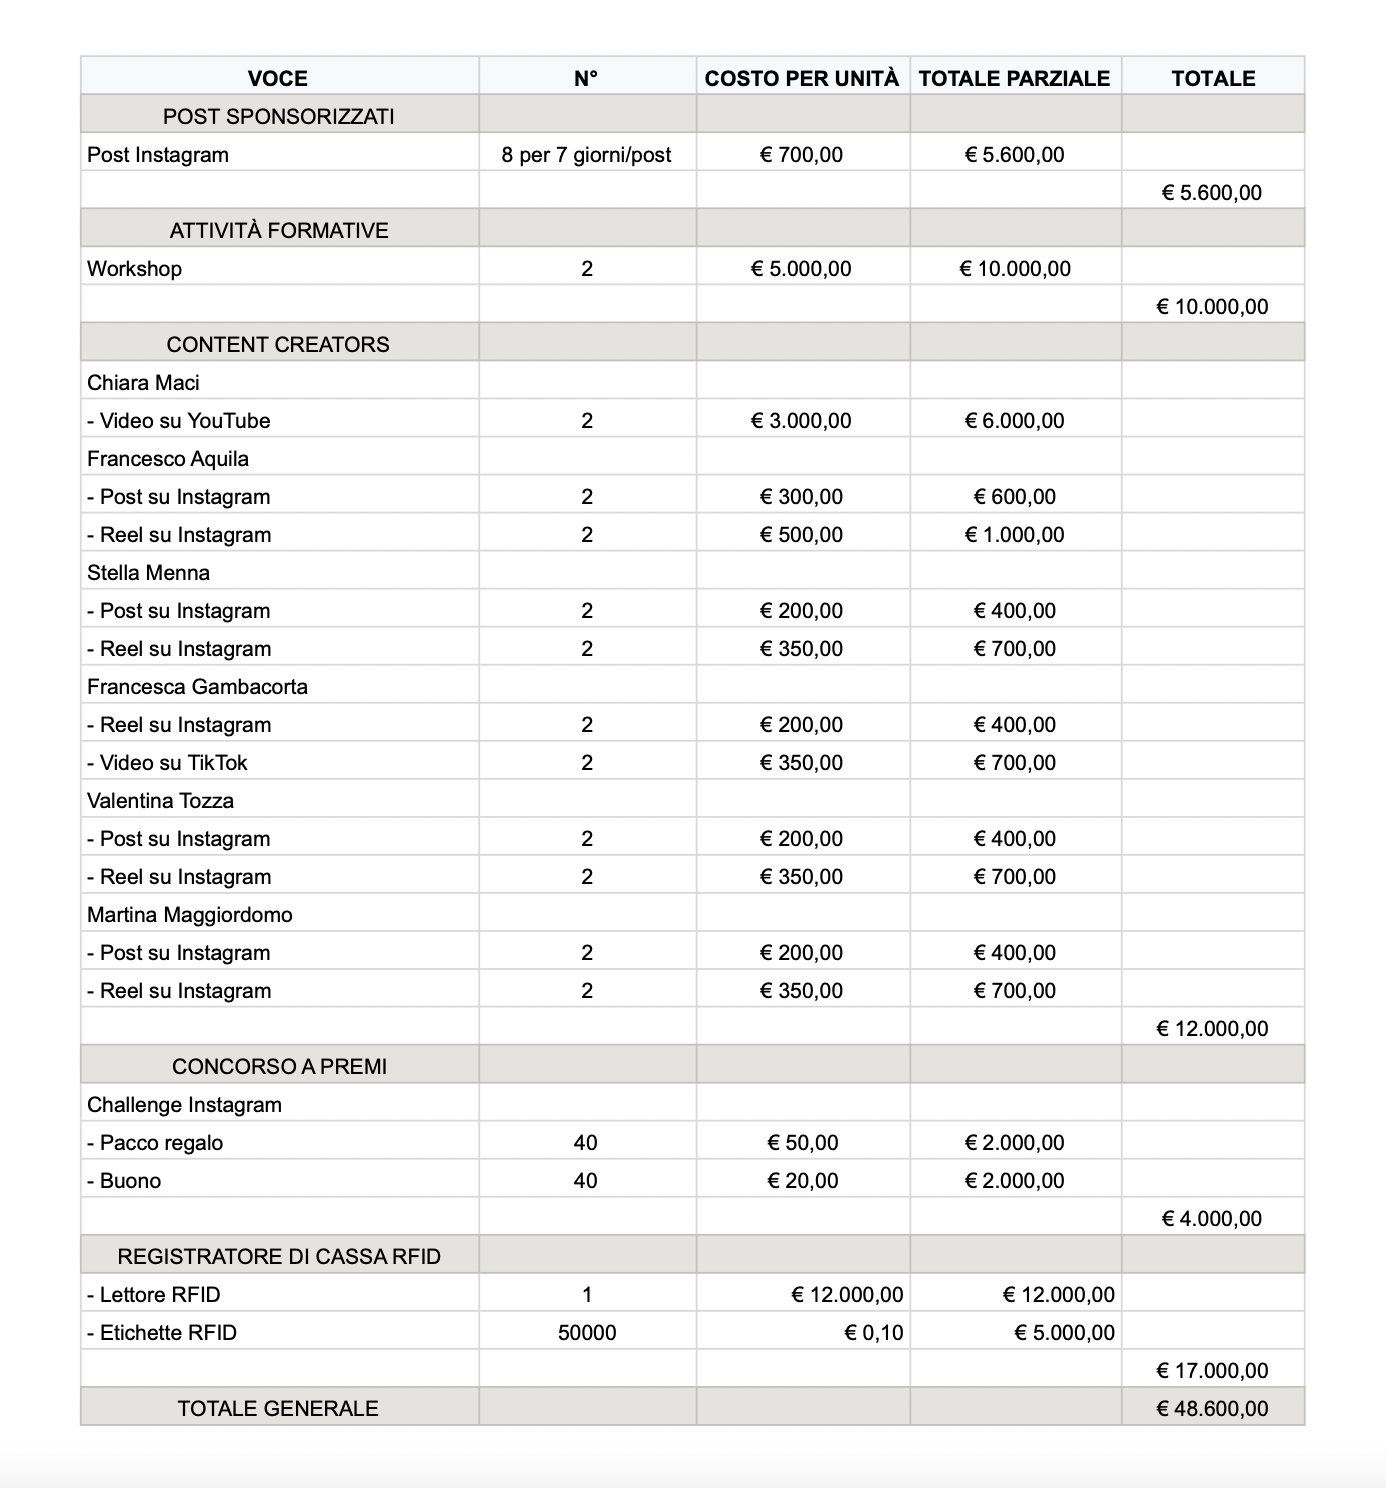 VOCE N° COSTO PER UNITÀ TOTALE PARZIALE TOTALE
POST SPONSORIZZATI
Post Instagram 8 per 7 giorni/post € 700,00 € 5.600,00
€ 5.600,00
ATTIVITÀ FORMATIVE
Workshop 2 € 5.000,00 € 10.000,00
€ 10.000,00
CONTENT CREATORS
Chiara Maci
- Video su YouTube 2 € 3.000,00 € 6.000,00
Francesco Aquila
- Post su Instagram 2 € 300,00 € 600,00
- Reel su Instagram 2 € 500,00 € 1.000,00
Stella Menna
- Post su Instagram 2 € 200,00 € 400,00
- Reel su Instagram 2 € 350,00 € 700,00
Francesca Gambacorta
- Reel su Instagram 2 € 200,00 € 400,00
- Video su TikTok 2 € 350,00 € 700,00
Valentina Tozza
- Post su Instagram 2 € 200,00 € 400,00
- Reel su Instagram 2 € 350,00 € 700,00
Martina Maggiordomo
- Post su Instagram 2 € 200,00 € 400,00
- Reel su Instagram 2 € 350,00 € 700,00
€ 12.000,00
CONCORSO A PREMI
Challenge Instagram
- Pacco regalo 40 € 50,00 € 2.000,00
- Buono 40 € 20,00 € 2.000,00
€ 4.000,00
REGISTRATORE DI CASSA RFID
- Lettore RFID 1 € 12.000,00 € 12.000,00
- Etichette RFID 50000 € 0,10 € 5.000,00
€ 17.000,00
TOTALE GENERALE € 48.600,00